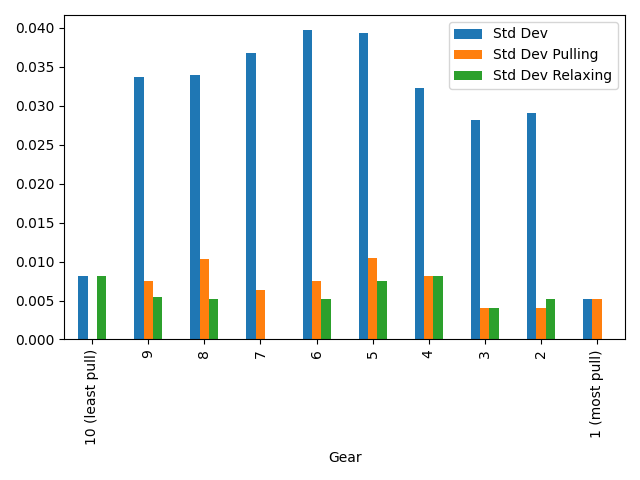 0.040
0.035
0.030
0.025
0.020
0.015
0.010
0.005
0.000
Std Dev
Std Dev Pulling
Std Dev Relaxing
10 (least pull)
9
8
7
6
5
4
3
2
1 (most pull)
Gear